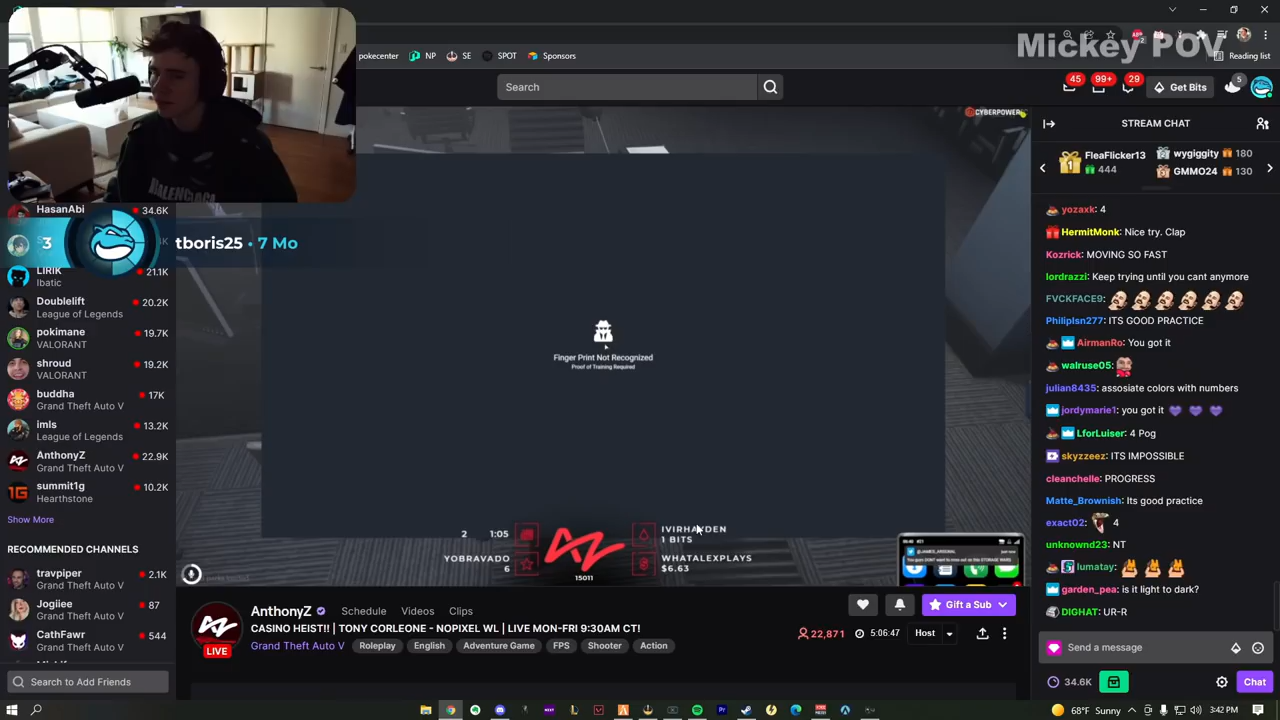 Mickey POV
pokecenter
NP
SE
SPOT
Sponsors
Reading list
Search
45
99+
29
Get Bits
5
CYBERPOWER
STREAM CHAT
FleaFlicker13
444
wygiggity 180
GMMO24 130
HasanAbi 34.6K
3
tboris25 • 7 Mo
LIRIK 21.1K
Ibatic
Doublelift 20.2K
League of Legends
pokimane 19.7K
VALORANT
shroud 19.2K
VALORANT
buddha 17K
Grand Theft Auto V
imls 13.2K
League of Legends
AnthonyZ 22.9K
Grand Theft Auto V
summit1g 10.2K
Hearthstone
Show More
RECOMMENDED CHANNELS
travpiper 2.1K
Grand Theft Auto V
Jogiiee 87
Grand Theft Auto V
CathFawr 544
Grand Theft Auto V
Search to Add Friends
BALENCIAGA
Finger Print Not Recognized
Proof of Training Required
2 1:05
YOBRAVADO
6
15011
1 BITS
WHATALEXPLAYS
$6.63
yozaxk: 4
HermitMonk: Nice try. Clap
Kozrick: MOVING SO FAST
lordrazzi: Keep trying until you cant anymore
FVCKFACE9:
Philiplsn277: ITS GOOD PRACTICE
AirmanRo: You got it
walruse05:
julian8435: assosiate colors with numbers
jordymarie1: you got it
LforLuiser: 4 Pog
skyzzeez: ITS IMPOSSIBLE
cleanchelle: PROGRESS
Matte_Brownish: Its good practice
exact02: 4
unknownd23: NT
lumatay:
garden_pea: is it light to dark?
DIGHAT: UR-R
Send a message
34.6K
Chat
AnthonyZ
Schedule
Videos
Clips
Gift a Sub
CASINO HEIST!! | TONY CORLEONE - NOPIXEL WL | LIVE MON-FRI 9:30AM CT!
LIVE
Grand Theft Auto V
Roleplay
English
Adventure Game
FPS
Shooter
Action
22,871
5:06:47
Host
68°F Sunny
3:42 PM